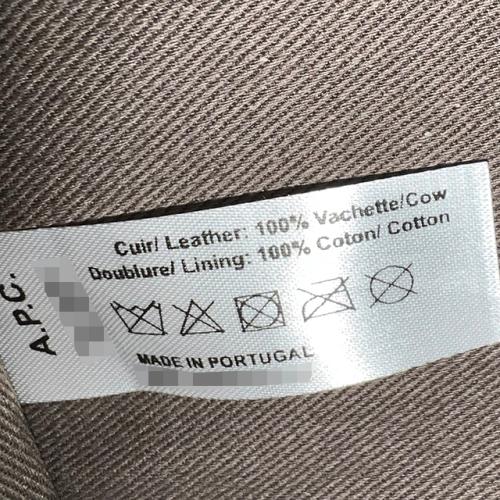 A.P.C.
Cuir/ Leather: 100% Vachette/Cow
Doublure/ Lining: 100% Coton/ Cotton
MADE IN PORTUGAL